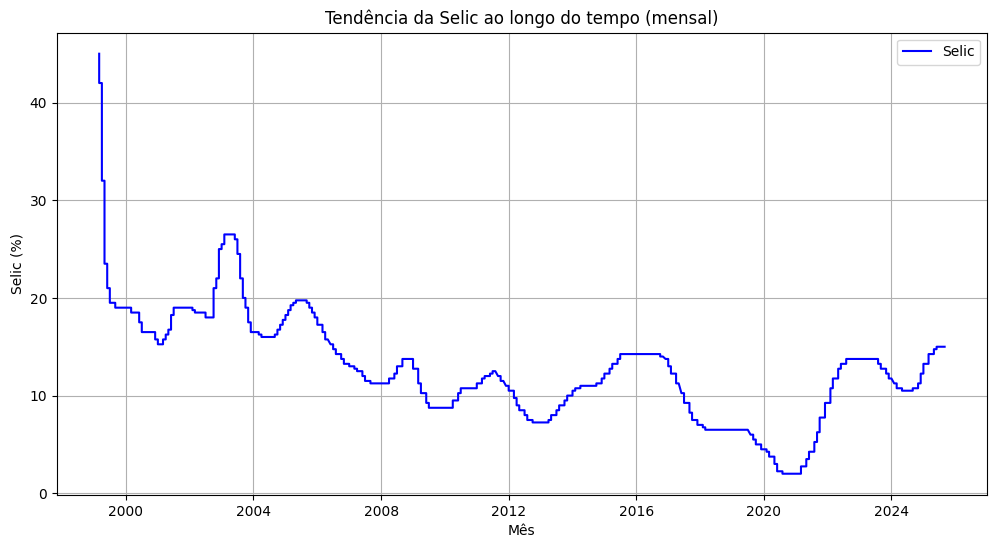 Tendência da Selic ao longo do tempo (mensal)
Selic
Selic (%)
40
30
20
10
0
2000 2004 2008 2012 2016 2020 2024
Mês